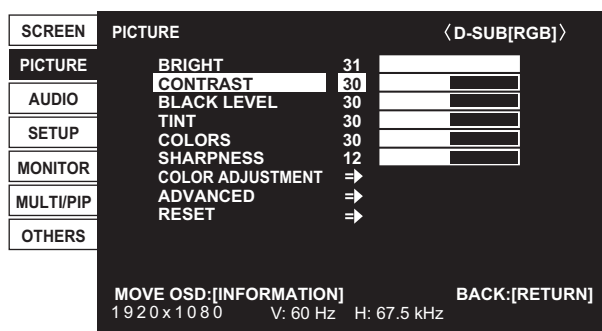 SCREEN
PICTURE
AUDIO
SETUP
MONITOR
MULTI/PIP
OTHERS
PICTURE 〈D-SUB[RGB]〉
BRIGHT 31
CONTRAST 30
BLACK LEVEL 30
TINT 30
COLORS 30
SHARPNESS 12
COLOR ADJUSTMENT
ADVANCED
RESET
MOVE OSD:[INFORMATION] BACK:[RETURN]
1920x1080 V: 60 Hz H: 67.5 kHz